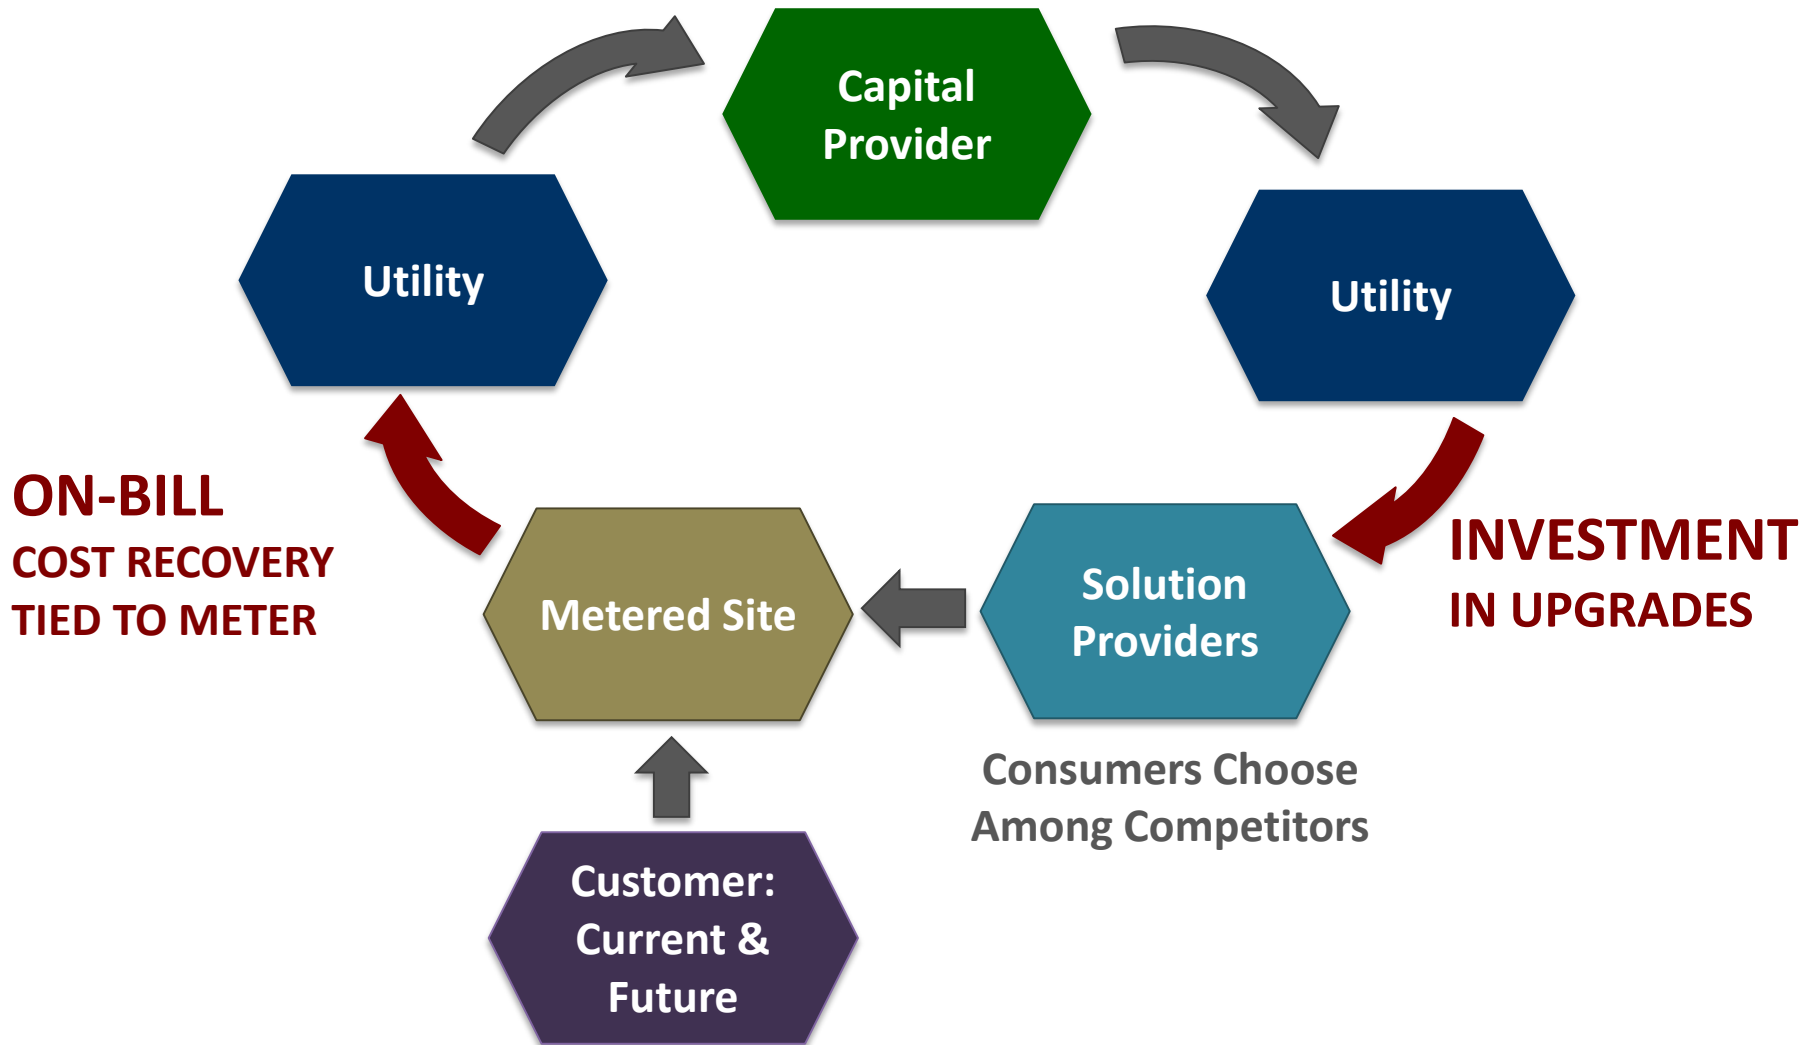 Capital
Provider
Utility
Utility
ON-BILL
COST RECOVERY
TIED TO METER
INVESTMENT
IN UPGRADES
Metered Site
Solution
Providers
Consumers Choose
Among Competitors
Customer:
Current &
Future